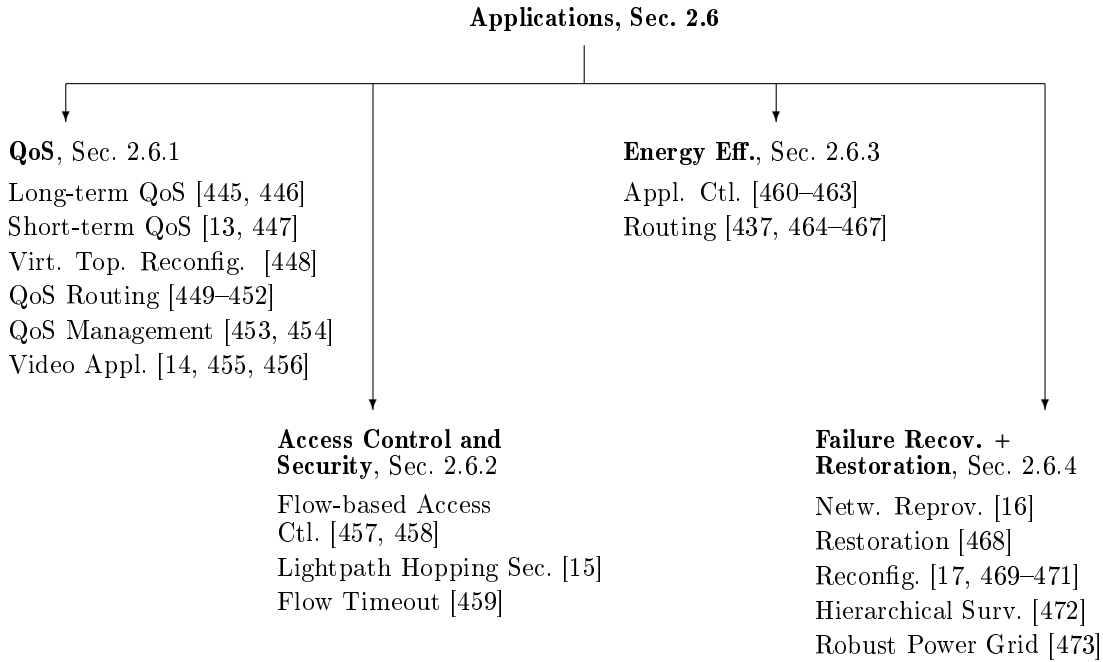 Applications, Sec. 2.6
QoS, Sec. 2.6.1
Long-term QoS [445, 446]
Short-term QoS [13, 447]
Virt. Top. Reconfig. [448]
QoS Routing [449–452]
QoS Management [453, 454]
Video Appl. [14, 455, 456]
Access Control and
Security, Sec. 2.6.2
Flow-based Access
Ctl. [457, 458]
Lightpath Hopping Sec. [15]
Flow Timeout [459]
Energy Eff., Sec. 2.6.3
Appl. Ctl. [460–463]
Routing [437, 464–467]
Failure Recov. +
Restoration, Sec. 2.6.4
Netw. Reprov. [16]
Restoration [468]
Reconfig. [17, 469–471]
Hierarchical Surv. [472]
Robust Power Grid [473]